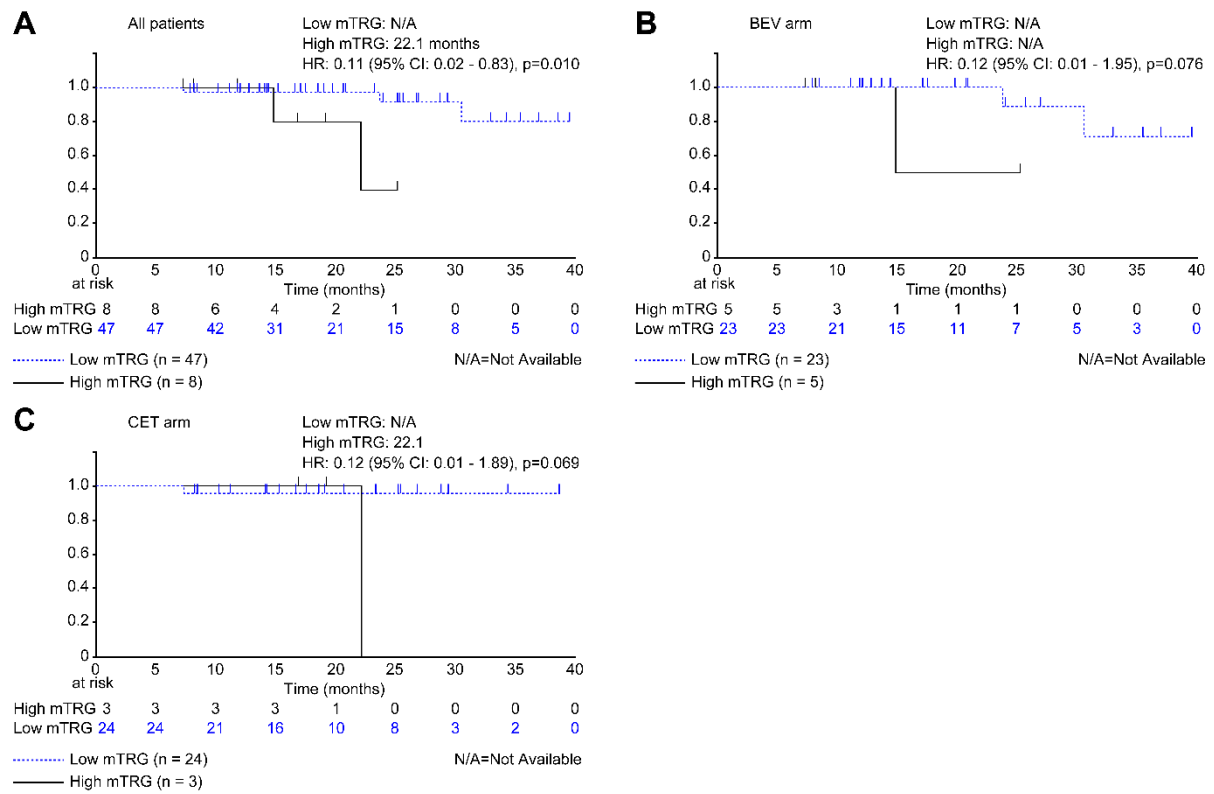 A
All patients
Low mTRG: N/A
High mTRG: 22.1 months
HR: 0.11 (95% CI: 0.02 - 0.83), p=0.010
1.0
0.8
0.6
0.4
0.2
0
0 5 10 15 20 25 30 35 40
at risk
Time (months)
High mTRG 8 8 6 4 2 1 0 0 0
Low mTRG 47 47 42 31 21 15 8 5 0
Low mTRG (n = 47)
N/A=Not Available
High mTRG (n = 8)
B
BEV arm
Low mTRG: N/A
High mTRG: N/A
HR: 0.12 (95% CI: 0.01 - 1.95), p=0.076
1.0
0.8
0.6
0.4
0.2
0
0 5 10 15 20 25 30 35 40
at risk
Time (months)
High mTRG 5 5 3 1 1 1 0 0 0
Low mTRG 23 23 21 15 11 7 5 3 0
Low mTRG (n = 23)
N/A=Not Available
High mTRG (n = 5)
C
CET arm
Low mTRG: N/A
High mTRG: 22.1
HR: 0.12 (95% CI: 0.01 - 1.89), p=0.069
1.0
0.8
0.6
0.4
0.2
0
0 5 10 15 20 25 30 35 40
at risk
Time (months)
High mTRG 3 3 3 3 1 0 0 0 0
Low mTRG 24 24 21 16 10 8 3 2 0
Low mTRG (n = 24)
N/A=Not Available
High mTRG (n = 3)